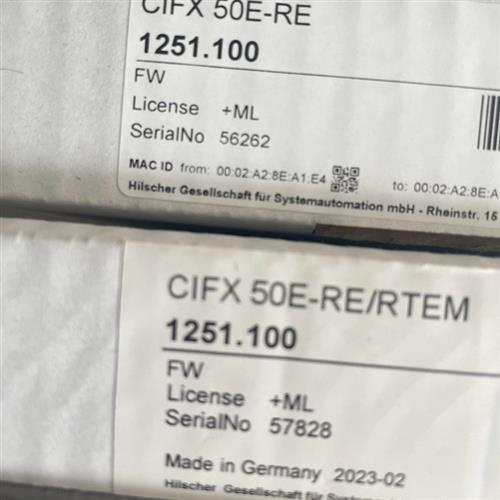 CIFX 50E-RE
1251.100
FW
License +ML
SerialNo 56262
MAC ID from: 00:02:A2:8E:A1:E4 to: 00:02:A2:8E:A
Hilscher Gesellschaft für Systemautomation mbH - Rheinstr. 15
CIFX 50E-RE/RTEM
1251.100
FW
License +ML
SerialNo 57828
Made in Germany 2023-02
Hilscher Gesellschaft für System